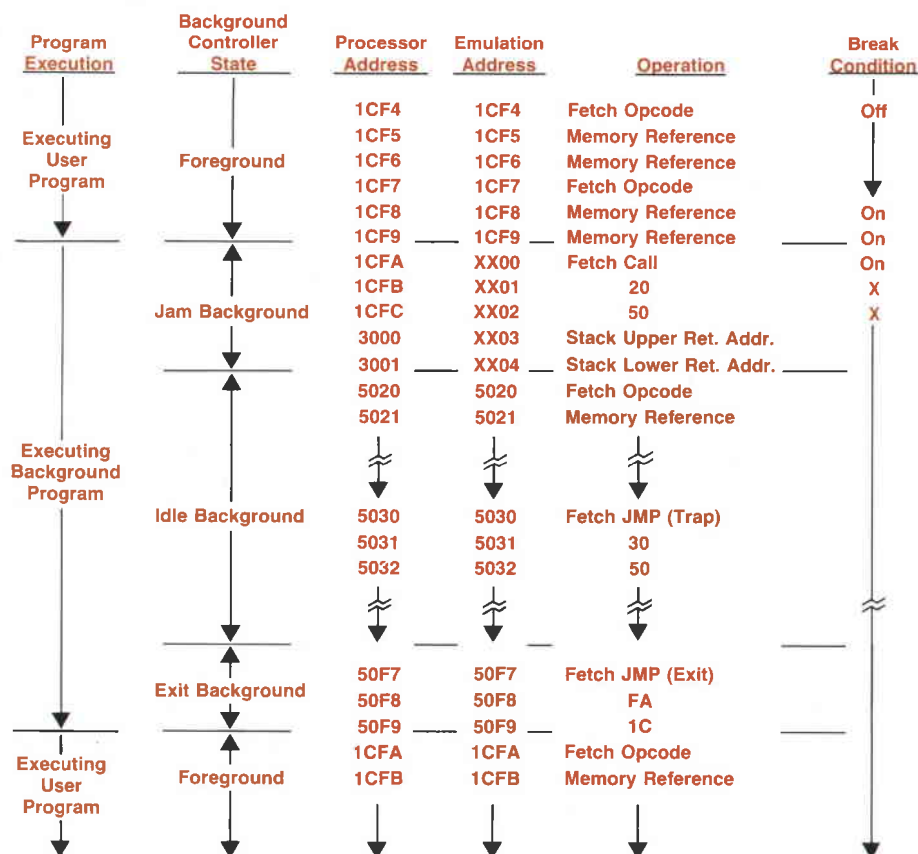 Program Execution
Background Controller State
Processor Address
Emulation Address
Operation
Break Condition
1CF4 1CF4 Fetch Opcode Off
Executing User Program
1CF5 1CF5 Memory Reference
Foreground
1CF6 1CF6 Memory Reference
1CF7 1CF7 Fetch Opcode
1CF8 1CF8 Memory Reference On
1CF9 1CF9 Memory Reference On
1CFA XX00 Fetch Call On
1CFB XX01 20 X
Jam Background
1CFC XX02 50 X
3000 XX03 Stack Upper Ret. Addr.
3001 XX04 Stack Lower Ret. Addr.
5020 5020 Fetch Opcode
5021 5021 Memory Reference
Executing Background Program
Idle Background
5030 5030 Fetch JMP (Trap)
5031 5031 30
5032 5032 50
50F7 50F7 Fetch JMP (Exit)
Exit Background
50F8 50F8 FA
50F9 50F9 1C
1CFA 1CFA Fetch Opcode
Executing User Program
Foreground
1CFB 1CFB Memory Reference